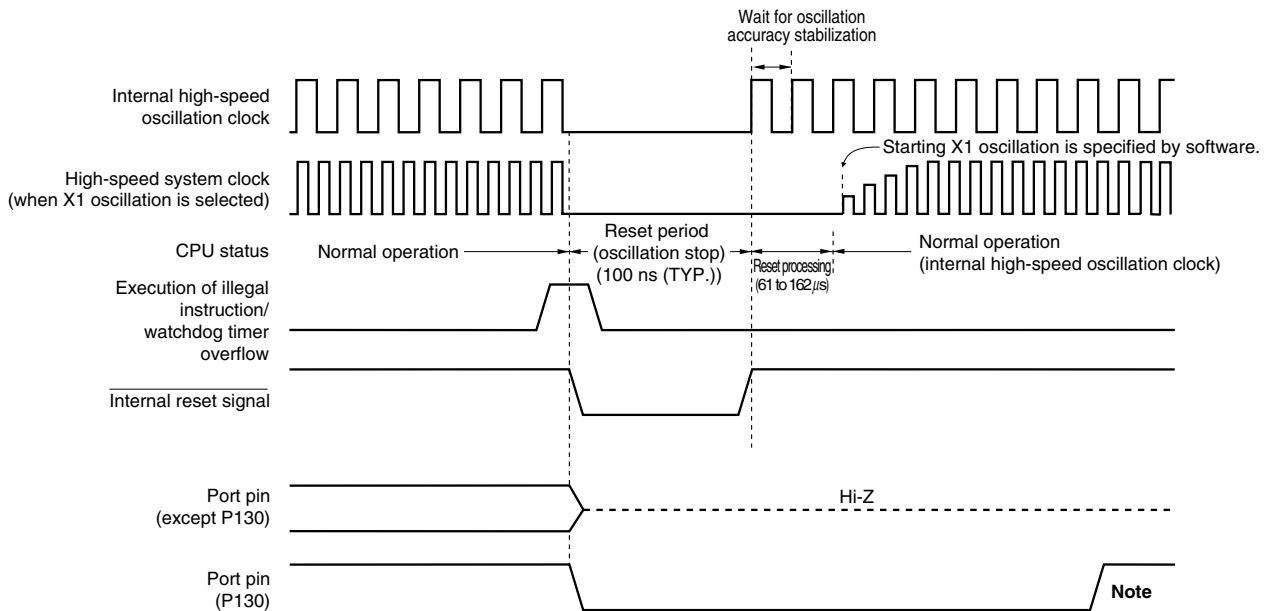 Wait for oscillation
accuracy stabilization
Internal high-speed
oscillation clock
Starting X1 oscillation is specified by software.
High-speed system clock
(when X1 oscillation is selected)
CPU status
Normal operation
Reset period
(oscillation stop)
(100 ns (TYP.))
Reset processing
(61 to 162 μs)
Normal operation
(internal high-speed oscillation clock)
Execution of illegal
instruction/
watchdog timer
overflow
Internal reset signal
Port pin
(except P130)
Hi-Z
Port pin
(P130)
Note